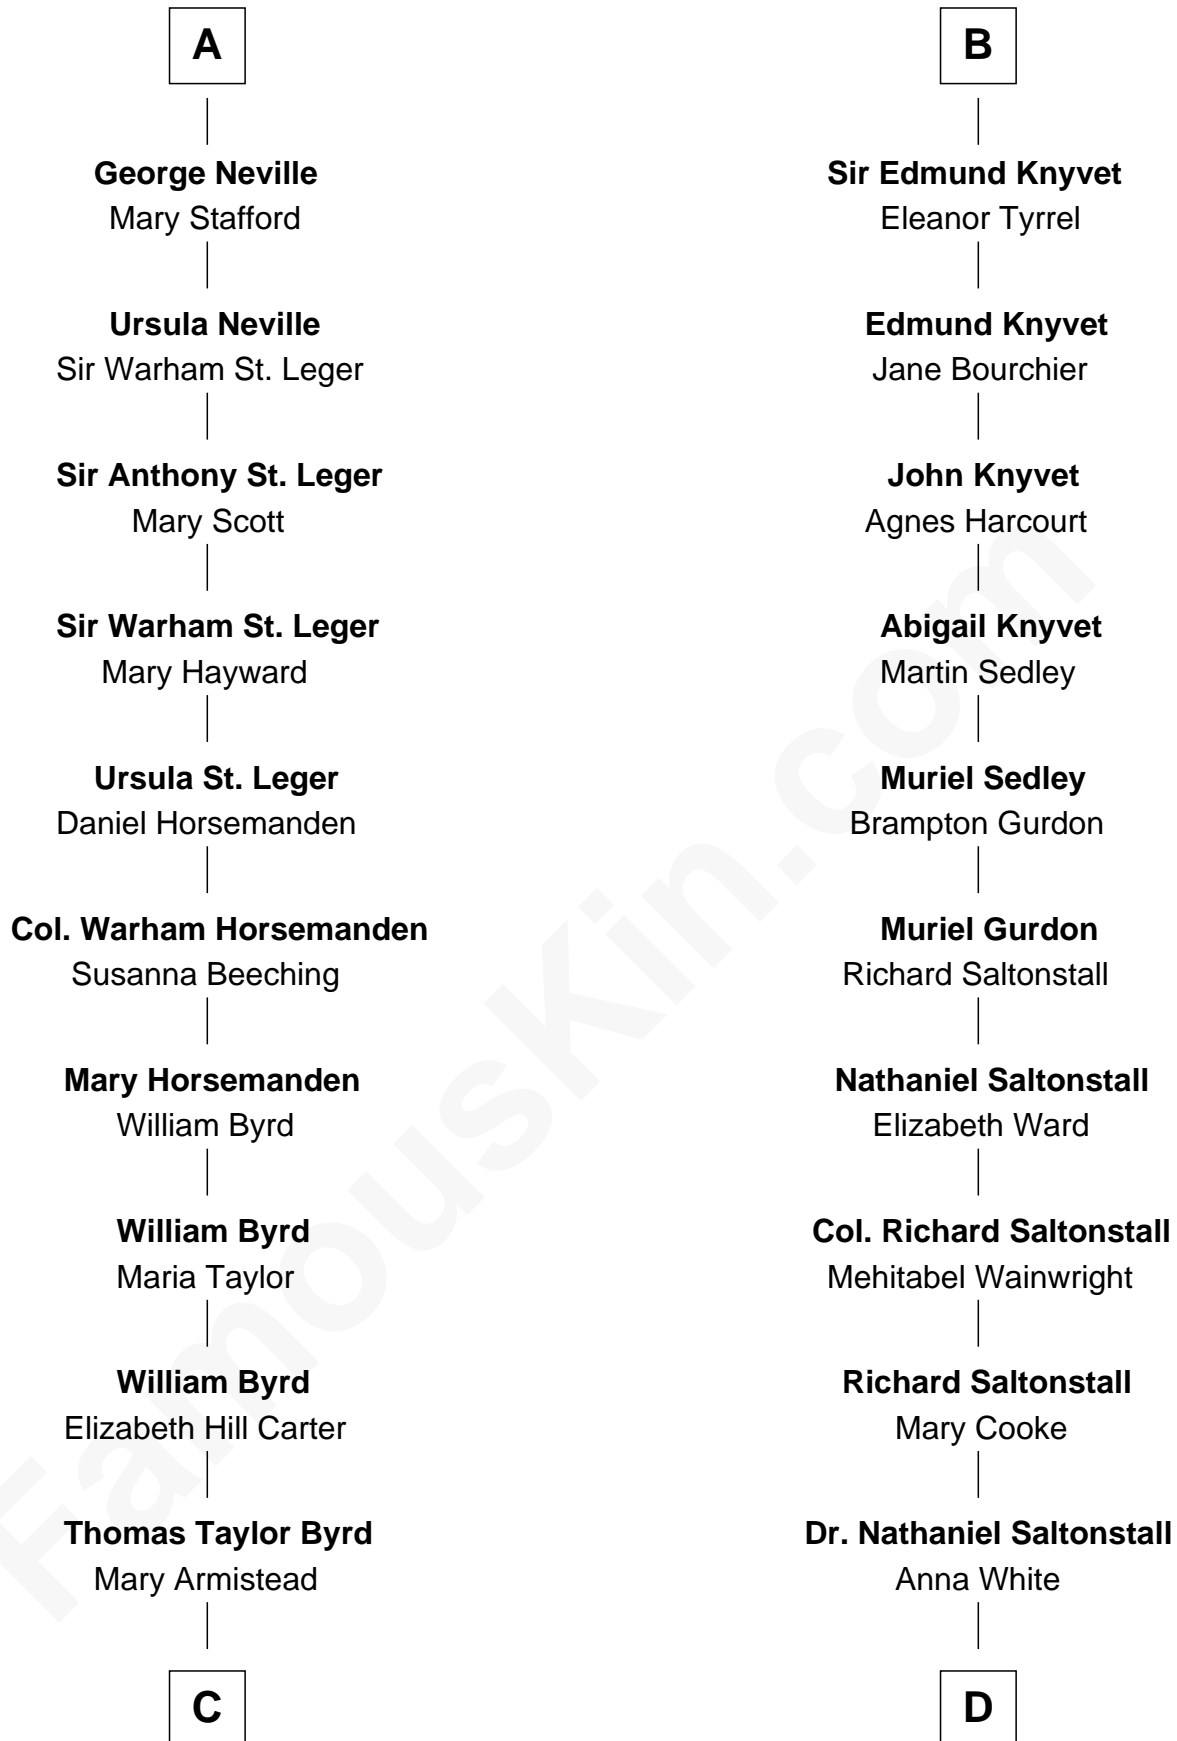 A
George Neville
Mary Stafford
Ursula Neville
Sir Warham St. Leger
Sir Anthony St. Leger
Mary Scott
Sir Warham St. Leger
Mary Hayward
Ursula St. Leger
Daniel Horsemanden
Col. Warham Horsemanden
Susanna Beeching
Mary Horsemanden
William Byrd
William Byrd
Maria Taylor
William Byrd
Elizabeth Hill Carter
Thomas Taylor Byrd
Mary Armistead
C
B
Sir Edmund Knyvet
Eleanor Tyrrel
Edmund Knyvet
Jane Bourchier
John Knyvet
Agnes Harcourt
Abigail Knyvet
Martin Sedley
Muriel Sedley
Brampton Gurdon
Muriel Gurdon
Richard Saltonstall
Nathaniel Saltonstall
Elizabeth Ward
Col. Richard Saltonstall
Mehitabel Wainwright
Richard Saltonstall
Mary Cooke
Dr. Nathaniel Saltonstall
Anna White
D
FamousKin.com